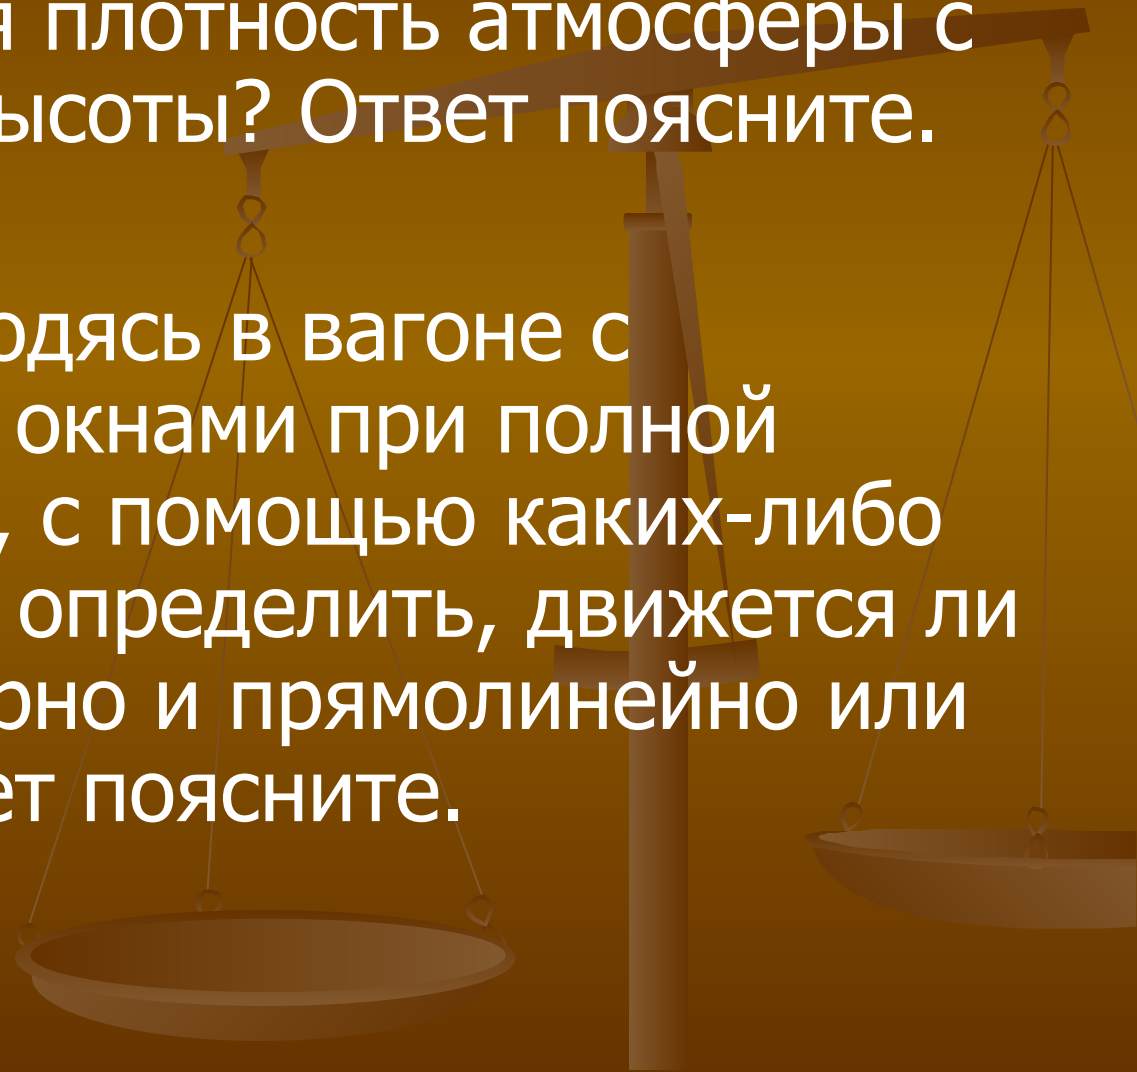 я плотность атмосферы с
ысоты? Ответ поясните.
одясь в вагоне с
окнами при полной
, с помощью каких-либо
определить, движется ли
рно и прямолинейно или
ет поясните.